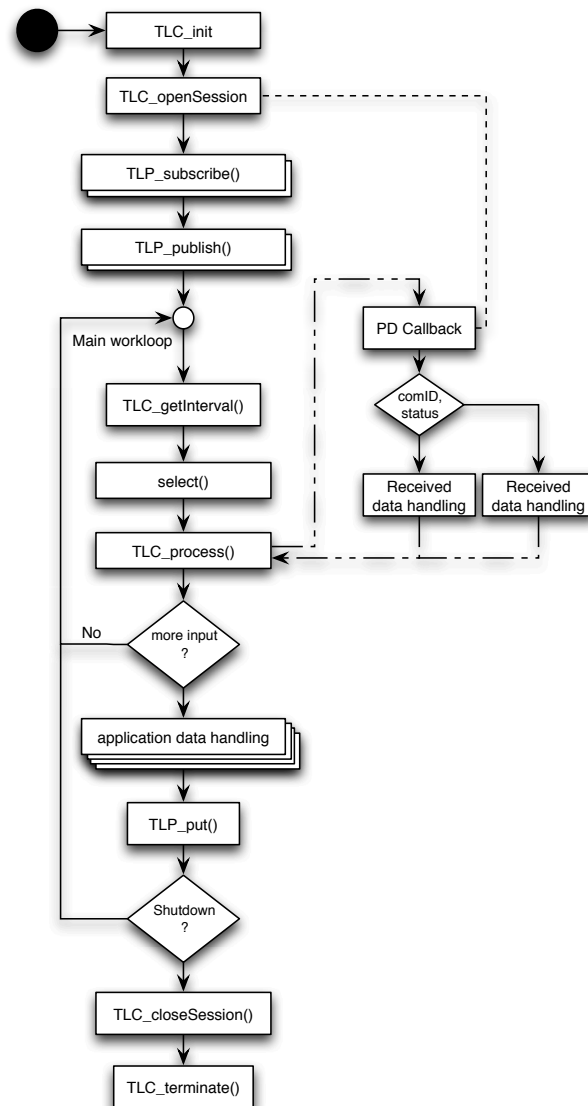 TLC_init
TLC_openSession
TLP_subscribe()
TLP_publish()
Main workloop
TLC_getInterval()
select()
TLC_process()
No
more input
?
application data handling
TLP_put()
Shutdown
?
TLC_closeSession()
TLC_terminate()
PD Callback
comID,
status
Received
data handling
Received
data handling